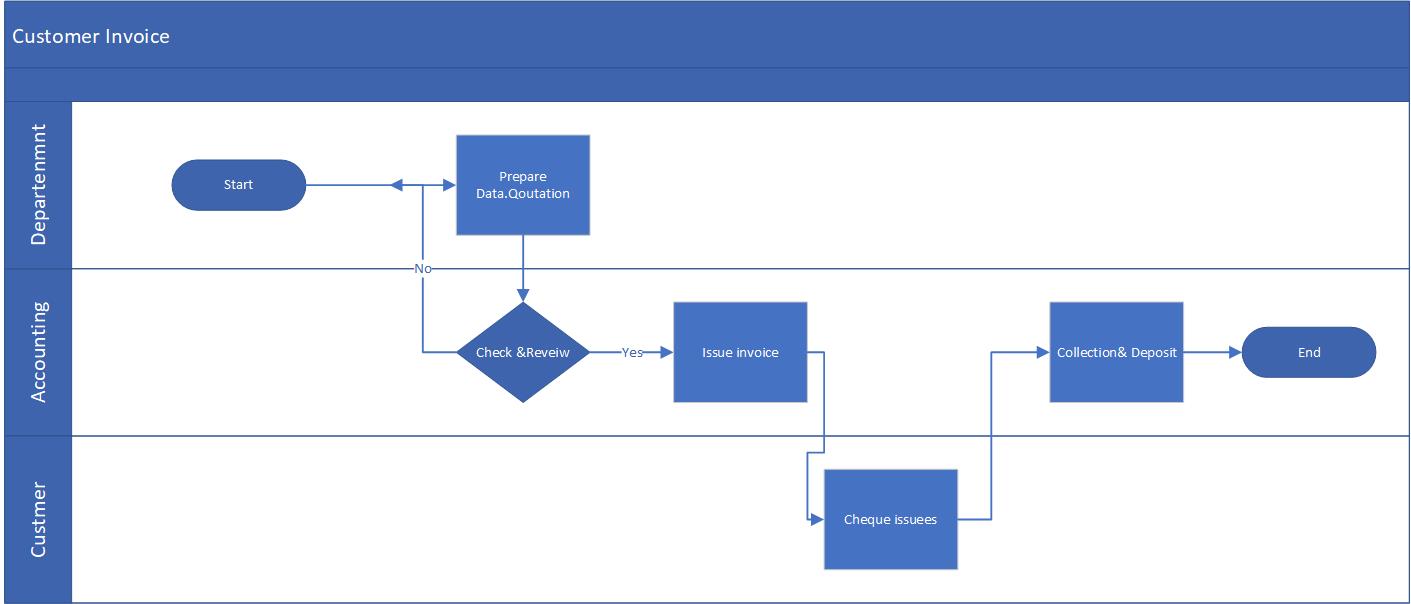 Customer Invoice
Departenmnt
Start
Prepare
Data.Qoutation
No
Accounting
Check &Reveiw
Yes
Issue invoice
Collection& Deposit
End
Custmer
Cheque issuees